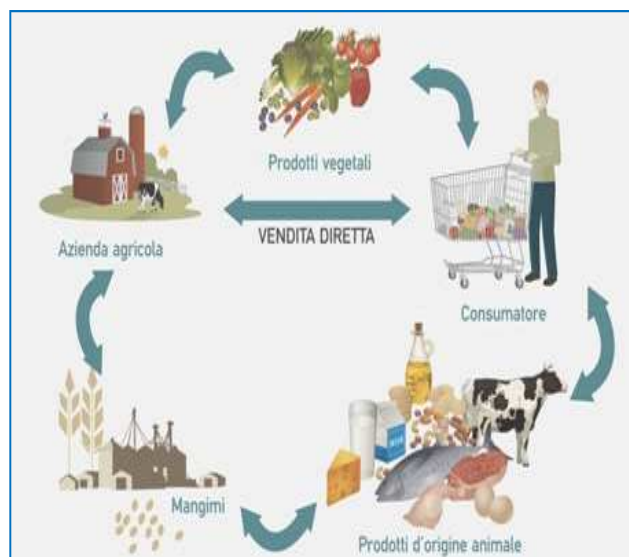 Prodotti vegetali
VENDITA DIRETTA
Azienda agricola
Consumatore
Mangimi
Prodotti d'origine animale